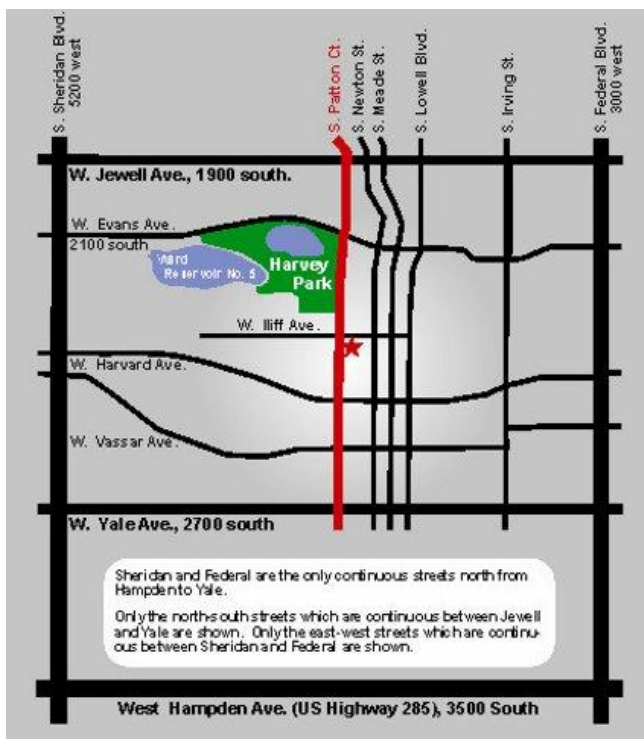 S. Sheridan Blvd.
5200 west
S. Patton Ct.
S. Newton St.
S. Meade St.
S. Lowell Blvd.
S. Irving St.
S. Federal Blvd.
3000 west
W. Jewell Ave., 1900 south.
W. Evans Ave.
2100 south
Ward
Reservoir No. 5
Harvey
Park
W. Iliff Ave.
W. Harvard Ave.
W. Vassar Ave.
W. Yale Ave., 2700 south
Sheridan and Federal are the only continuous streets north from
Hampden to Yale.
Only the north-south streets which are continuous between Jewell
and Yale are shown. Only the east-west streets which are continu-
ous between Sheridan and Federal are shown.
West Hampden Ave. (US Highway 285), 3500 South